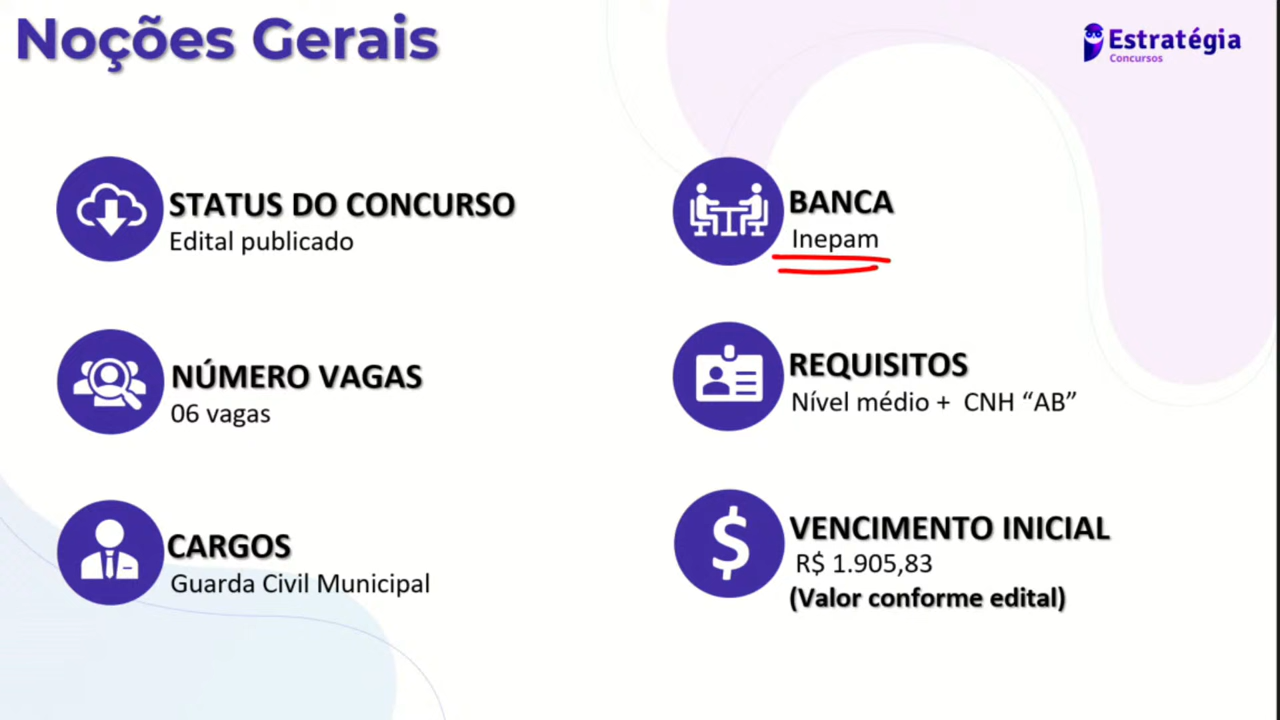 Noções Gerais
Estratégia
Concursos
STATUS DO CONCURSO
Edital publicado
BANCA
Inepam
NÚMERO VAGAS
06 vagas
REQUISITOS
Nível médio + CNH “AB”
CARGOS
Guarda Civil Municipal
VENCIMENTO INICIAL
R$ 1.905,83
(Valor conforme edital)